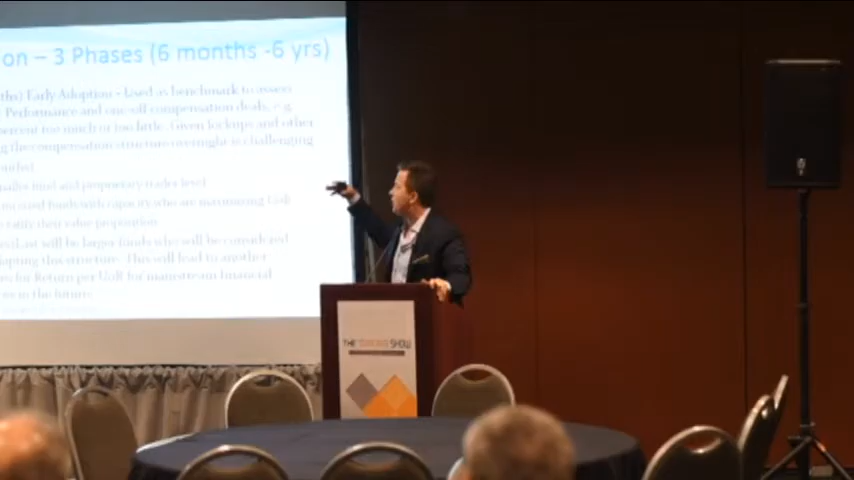 on – 3 Phases (6 months -6 yrs)
ths) Early Adoption - Used as benchmark to assess
Performance and one-off compensation deals, e.g.
percent too much or too little. Given lockups and other
g the compensation structure overnight is challenging
fund and proprietary trader level
sized funds with capacity who are maximizing
ratify their value proposition
will be larger funds who will be considered
this structure. This will lead to another
for Return per Unit for mainstream financial
in the future
THE TRADING SHOW